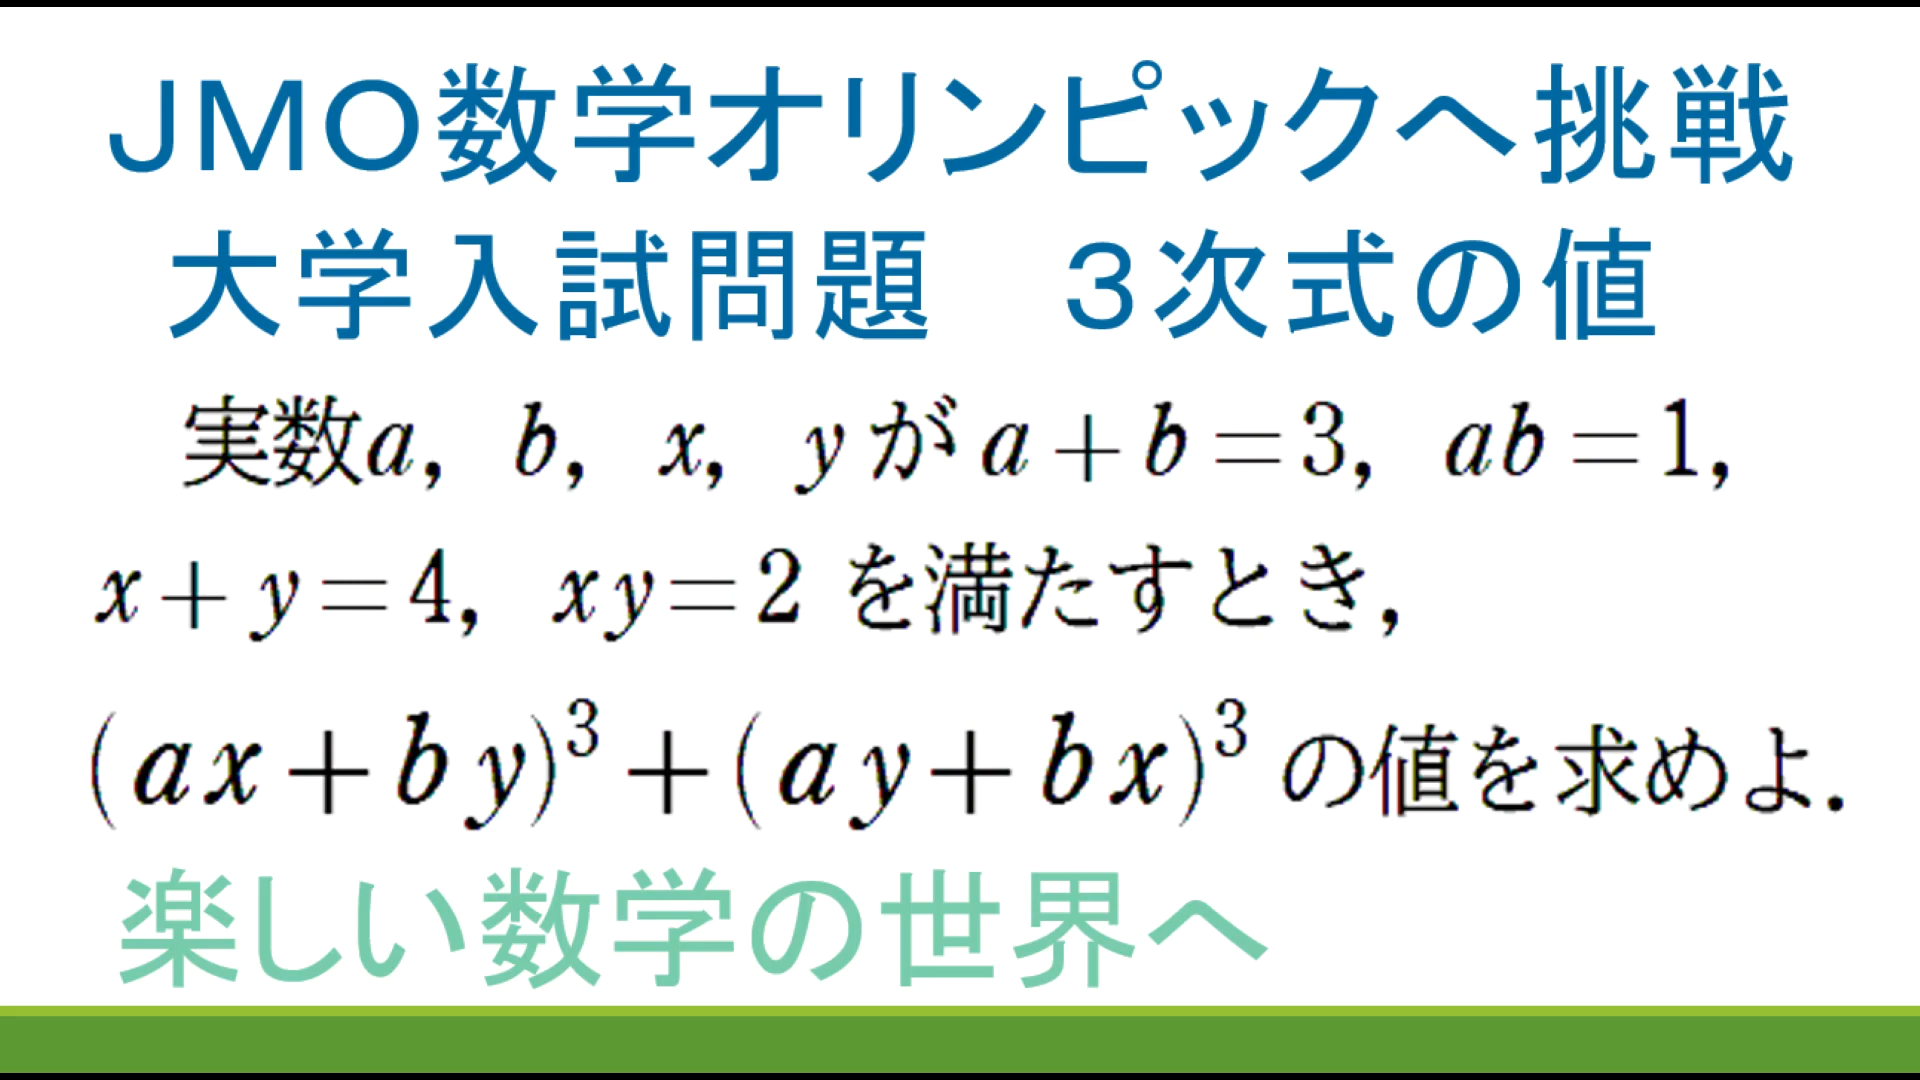 JMO数学オリンピックへ挑戦
大学入試問題　3次式の値
実数a, b, x, yがa+b=3, ab=1,
x+y=4, xy=2 を満たすとき,
(ax+by)³+(ay+bx)³ の値を求めよ.
楽しい数学の世界へ